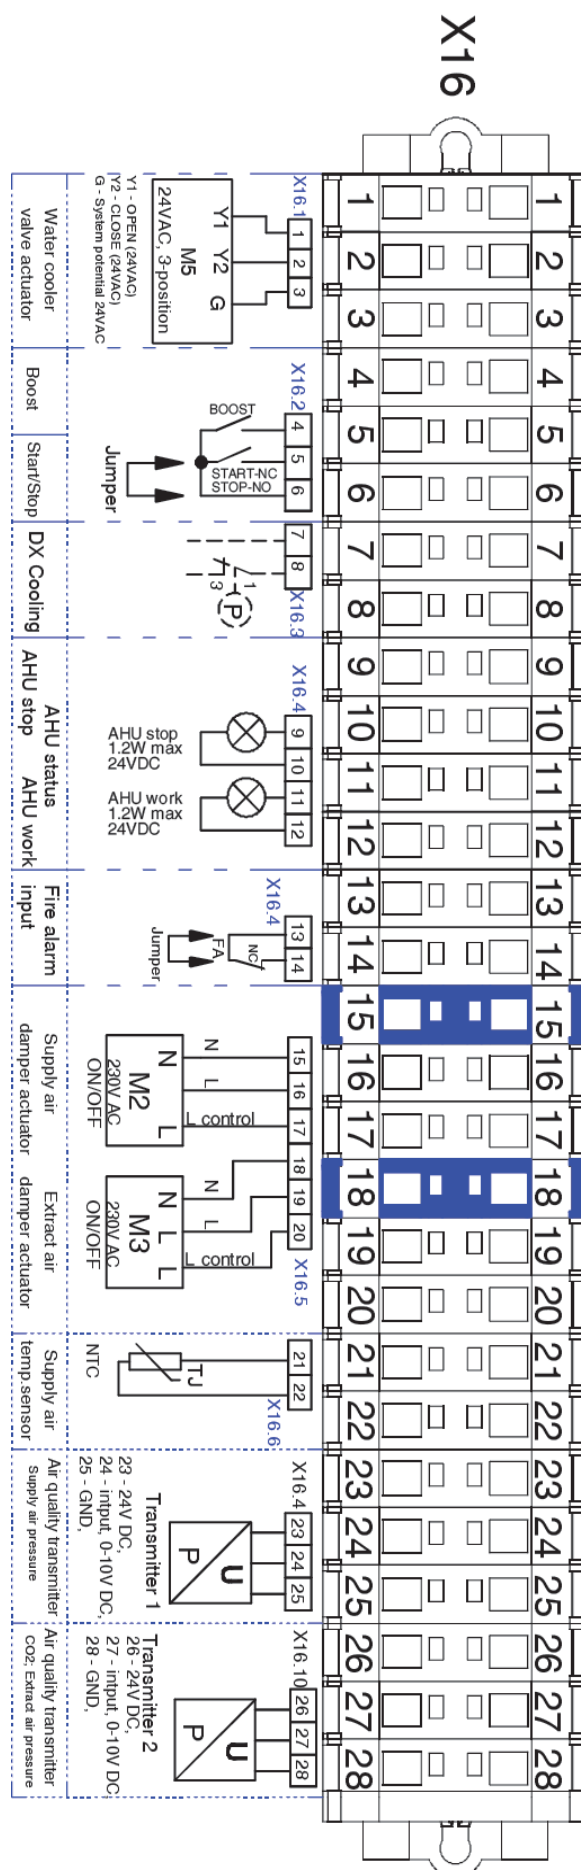 X16
1 2 3 4 5 6 7 8 9 10 11 12 13 14 15 16 17 18 19 20 21 22 23 24 25 26 27 28
1 2 3 4 5 6 7 8 9 10 11 12 13 14 15 16 17 18 19 20 21 22 23 24 25 26 27 28
X16.1
1 2 3
Y1 Y2 G
M5
24VAC, 3-position
Y1 - OPEN (24VAC)
Y2 - CLOSE (24VAC)
G - System potential 24VAC
Water cooler
valve actuator
X16.2
4 5 6
BOOST
START-NC
STOP-NO
Jumper
Boost
Start/Stop
7 8
X16.3
1
3
P
DX Cooling
X16.4
9 10 11 12
AHU stop
1.2W max
24VDC
AHU work
1.2W max
24VDC
AHU status
AHU stop AHU work
X16.4
13 14
NC
FA
Jumper
Fire alarm
input
15 16 17 18 19 20
X16.5
N L L control
N L L
M2
230V AC
ON/OFF
N L L control
N L L
M3
230V AC
ON/OFF
Supply air
damper actuator
Extract air
damper actuator
21 22
X16.6
TJ
NTC
Supply air
temp.sensor
X16.4
23 24 25
U
P
Transmitter 1
23 - 24V DC,
24 - intput, 0-10V DC,
25 - GND,
Air quality transmitter
Supply air pressure
X16.10
26 27 28
U
P
Transmitter 2
26 - 24V DC,
27 - intput, 0-10V DC
28 - GND,
Air quality transmitter
CO2; Extract air pressure